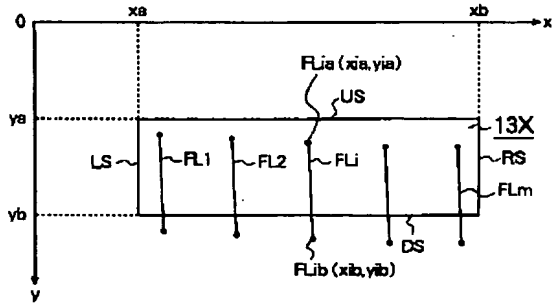 xa xb
0 x
FLia (xia, yia)
US
ya 13X
LS FL1 FL2 FLi RS
FLm
yb
DS
FLib (xib, yib)
y